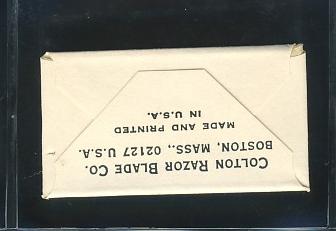 COLTON RAZOR BLADE CO.
BOSTON, MASS., 02127 U.S.A.
MADE AND PRINTED
IN U.S.A.